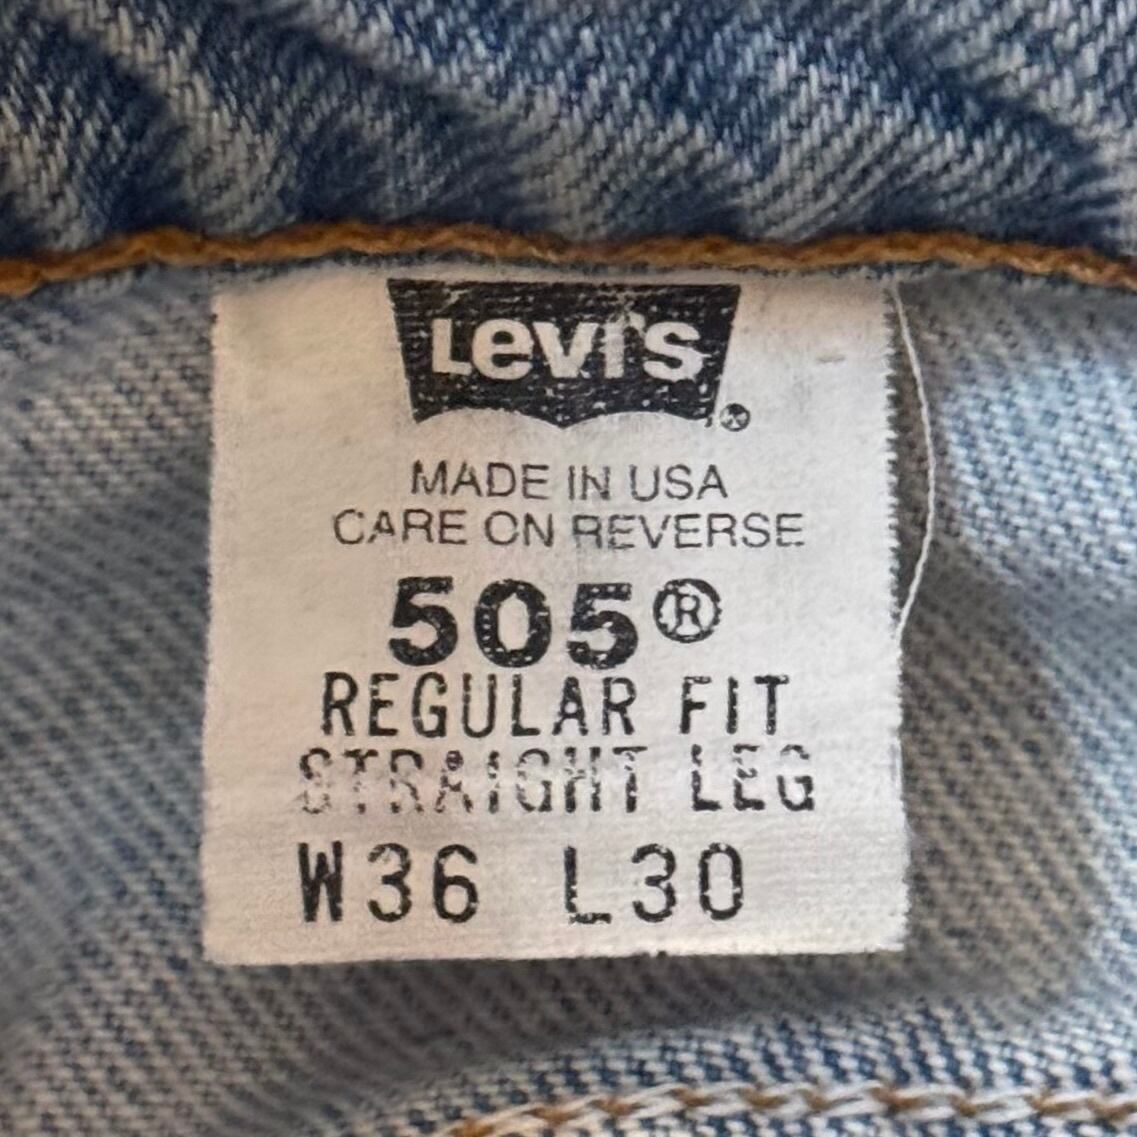 Levi's®
MADE IN USA
CARE ON REVERSE
505®
REGULAR FIT
STRAIGHT LEG
W36 L30